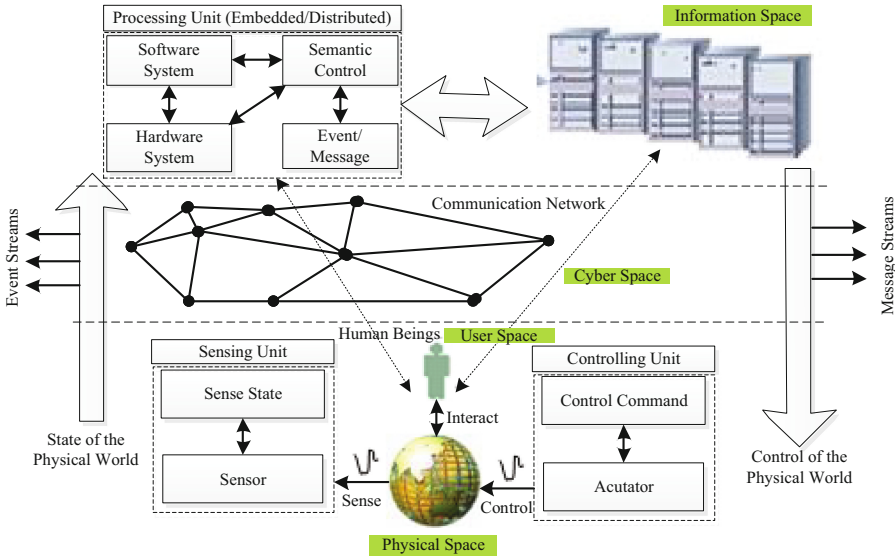 Processing Unit (Embedded/Distributed)
Information Space
Software
System
Semantic
Control
Hardware
System
Event/
Message
Communication Network
Event Streams
Message Streams
Cyber Space
Human Beings
User Space
Sensing Unit
Controlling Unit
Sense State
Control Command
Interact
State of the
Physical World
Control of the
Physical World
Sensor
Acutator
Sense
Control
Physical Space